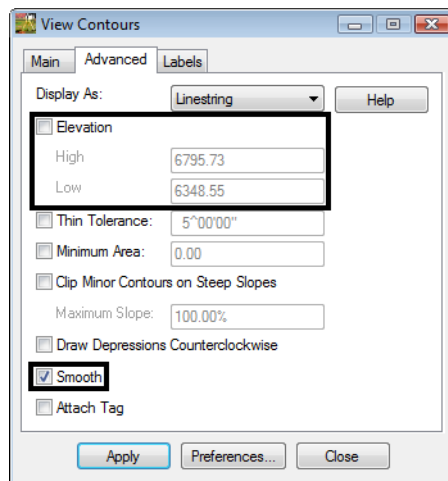 View Contours
Main Advanced Labels
Display As: Linestring Help
Elevation
High 6795.73
Low 6348.55
Thin Tolerance: 5^00'00"
Minimum Area: 0.00
Clip Minor Contours on Steep Slopes
Maximum Slope: 100.00%
Draw Depressions Counterclockwise
Smooth
Attach Tag
Apply Preferences... Close